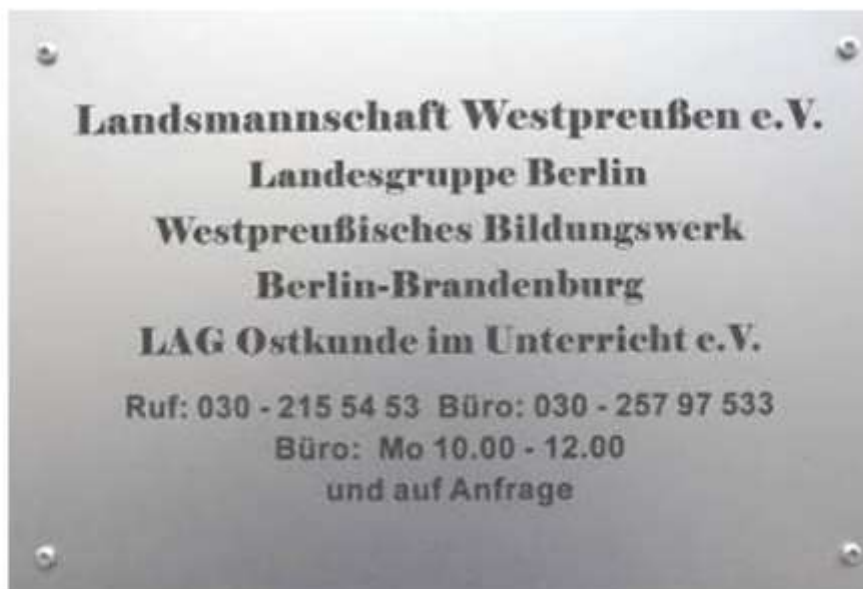 Landsmannschaft Westpreußen e.V.
Landesgruppe Berlin
Westpreußisches Bildungswerk
Berlin-Brandenburg
LAG Ostkunde im Unterricht e.V.
Ruf: 030 - 215 54 53 Büro: 030 - 257 97 533
Büro: Mo 10.00 - 12.00
und auf Anfrage